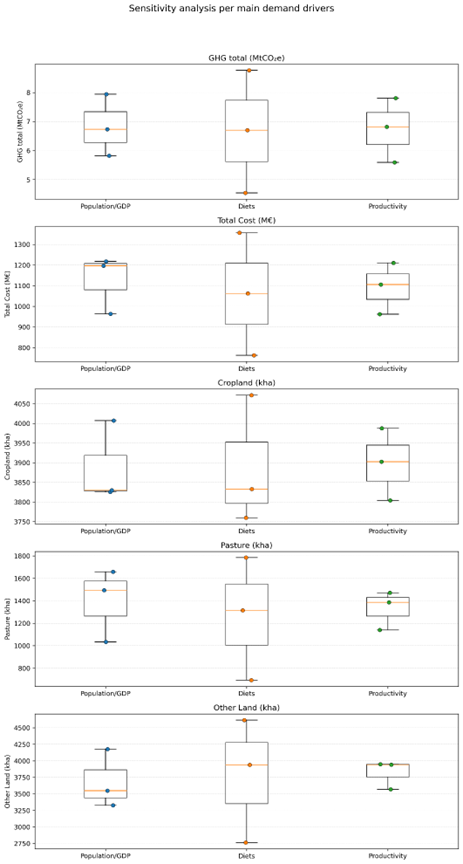 Sensitivity analysis per main demand drivers
GHG total (MtCO₂e)
GHG total (MtCO₂e)
8
7
6
5
Population/GDP Diets Productivity
Total Cost (M€)
Total Cost (M€)
1300
1200
1100
1000
900
800
Population/GDP Diets Productivity
Cropland (kha)
Cropland (kha)
4050
4000
3950
3900
3850
3800
3750
Population/GDP Diets Productivity
Pasture (kha)
Pasture (kha)
1800
1600
1400
1200
1000
800
Population/GDP Diets Productivity
Other Land (kha)
Other Land (kha)
4500
4250
4000
3750
3500
3250
3000
2750
Population/GDP Diets Productivity